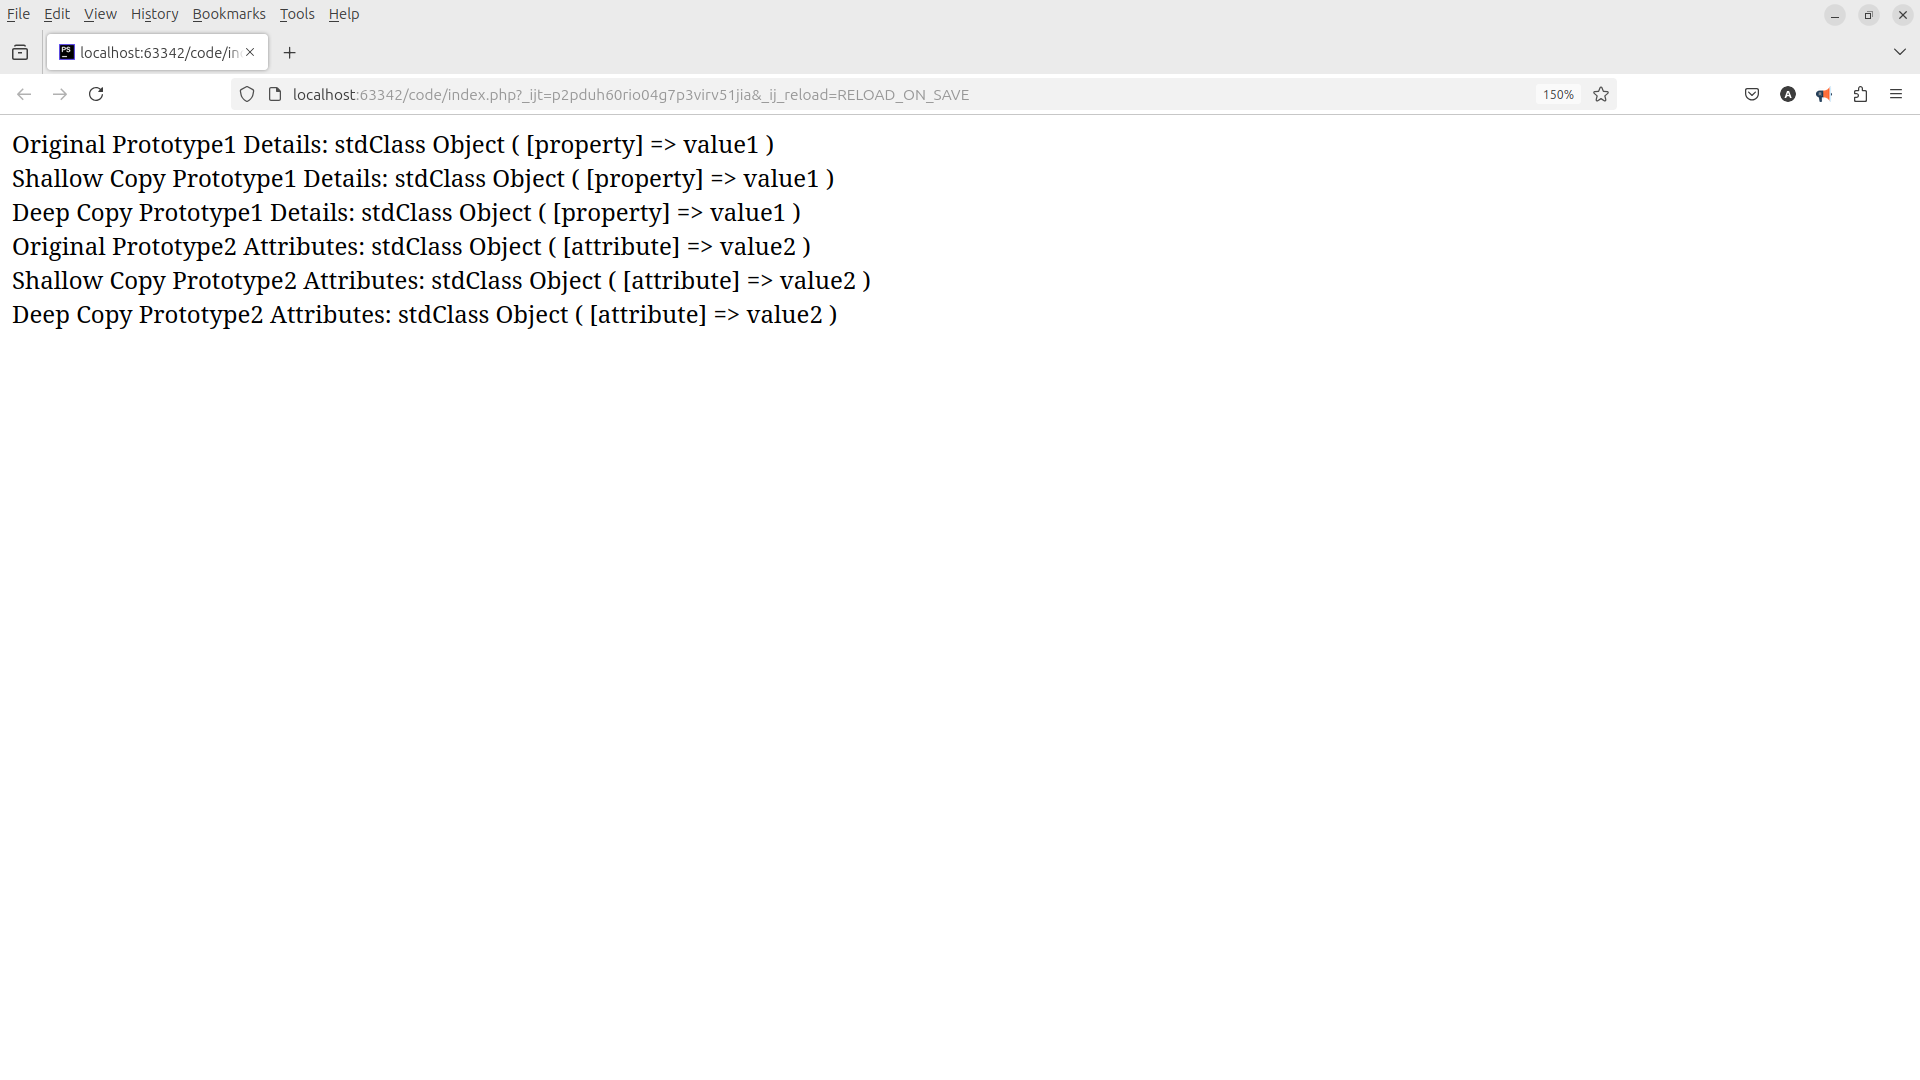 File Edit View History Bookmarks Tools Help
localhost:63342/code/in
localhost:63342/code/index.php?_ijt=p2pduh60rio04g7p3virv51jia&_ij_reload=RELOAD_ON_SAVE 150%
Original Prototype1 Details: stdClass Object ( [property] => value1 )
Shallow Copy Prototype1 Details: stdClass Object ( [property] => value1 )
Deep Copy Prototype1 Details: stdClass Object ( [property] => value1 )
Original Prototype2 Attributes: stdClass Object ( [attribute] => value2 )
Shallow Copy Prototype2 Attributes: stdClass Object ( [attribute] => value2 )
Deep Copy Prototype2 Attributes: stdClass Object ( [attribute] => value2 )